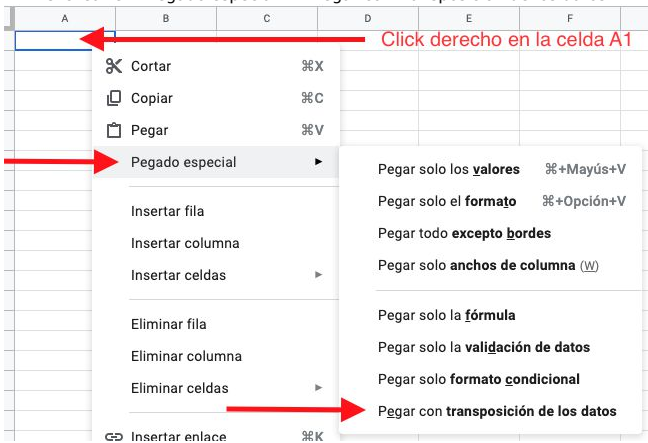 A B C D E F
Click derecho en la celda A1
Cortar ⌘X
Copiar ⌘C
Pegar ⌘V
Pegado especial ►
Pegar solo los valores ⌘+Mayús+V
Pegar solo el formato ⌘+Opción+V
Pegar todo excepto bordes
Pegar solo anchos de columna (W)
Insertar fila
Insertar columna
Insertar celdas ►
Pegar solo la fórmula
Pegar solo la validación de datos
Pegar solo formato condicional
Pegar con transposición de los datos
Eliminar fila
Eliminar columna
Eliminar celdas ►
Insertar enlace ⌘K